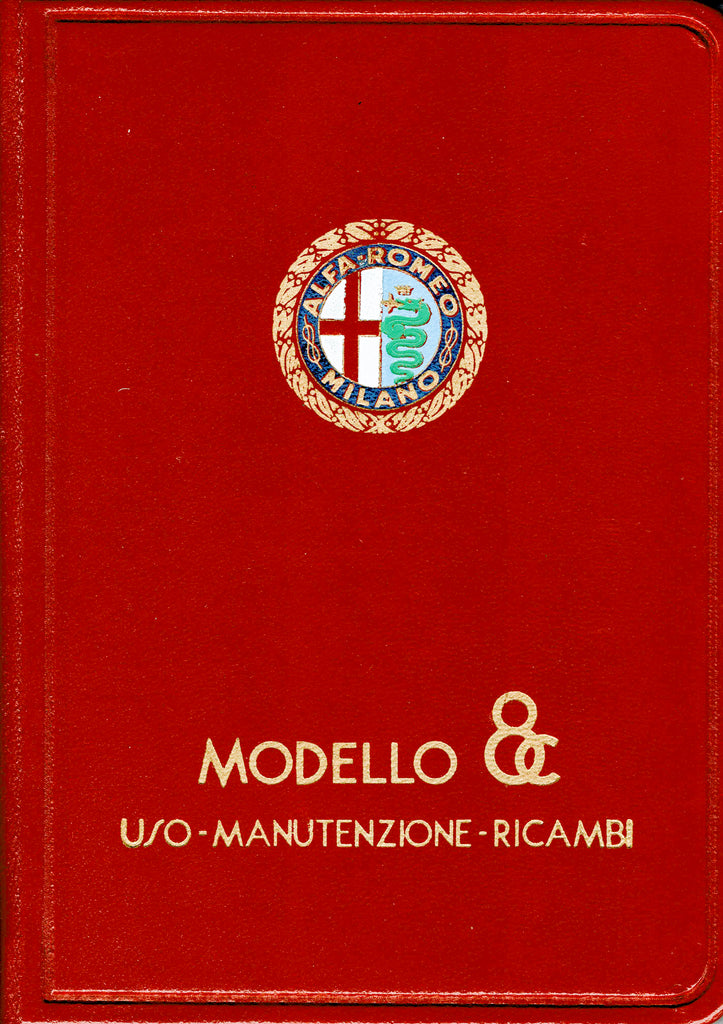 ALFA-ROMEO
MILANO
MODELLO 8C
USO-MANUTENZIONE-RICAMBI